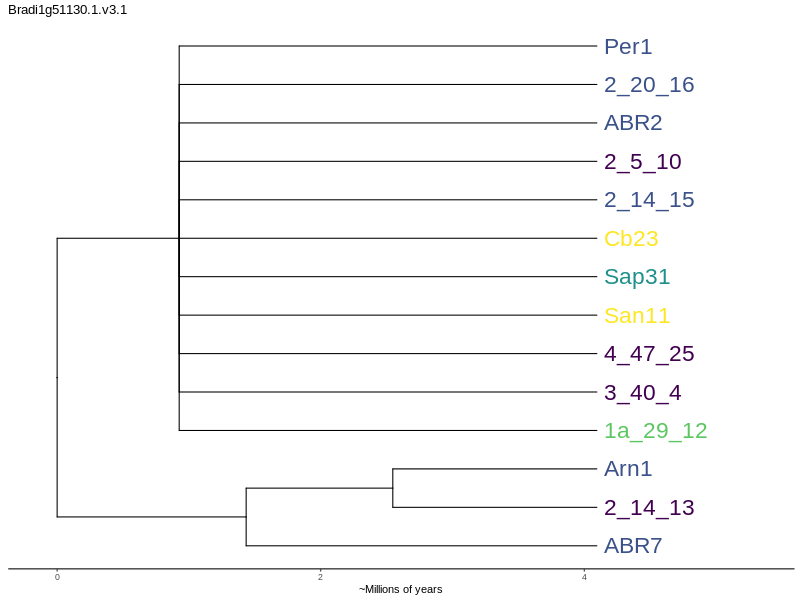 Bradi1g51130.1.v3.1
Per1
2_20_16
ABR2
2_5_10
2_14_15
Cb23
Sap31
San11
4_47_25
3_40_4
1a_29_12
Arn1
2_14_13
ABR7
0 2 4
~Millions of years